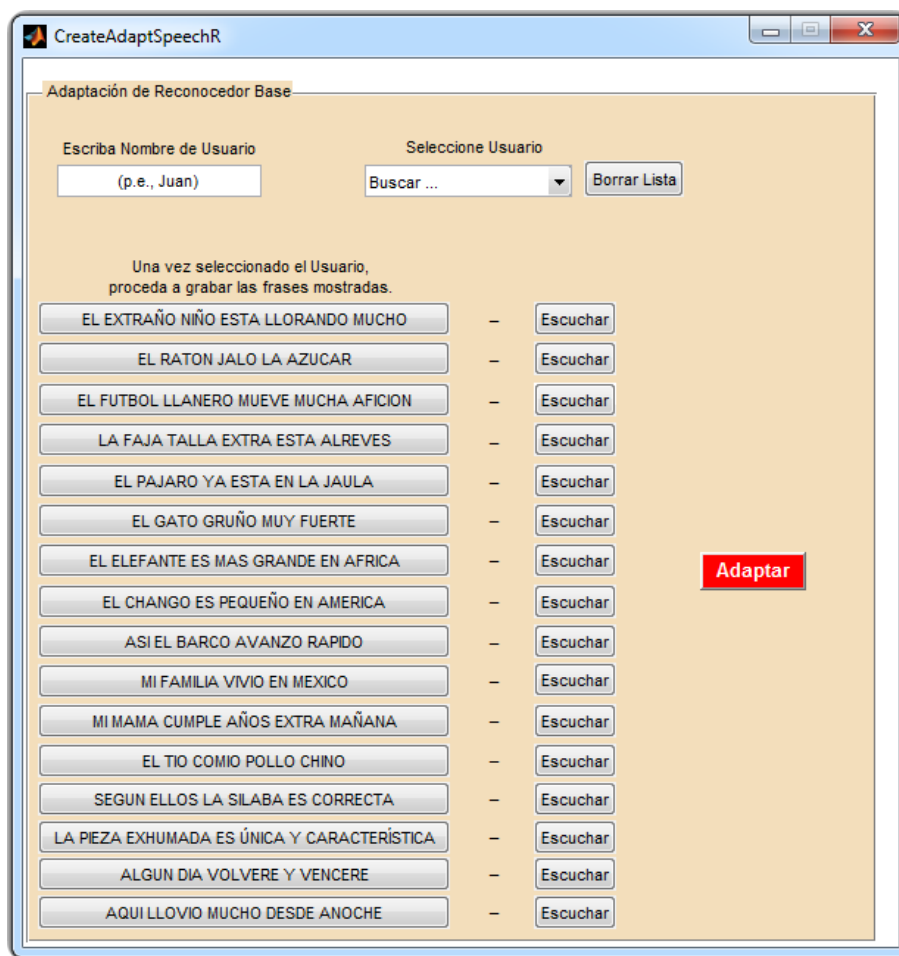 CreateAdaptSpeechR
Adaptación de Reconocedor Base
Escriba Nombre de Usuario
Seleccione Usuario
(p.e., Juan)
Buscar ...
Borrar Lista
Una vez seleccionado el Usuario,
proceda a grabar las frases mostradas.
EL EXTRAÑO NIÑO ESTA LLORANDO MUCHO – Escuchar
EL RATON JALO LA AZUCAR – Escuchar
EL FUTBOL LLANERO MUEVE MUCHA AFICION – Escuchar
LA FAJA TALLA EXTRA ESTA ALREVES – Escuchar
EL PAJARO YA ESTA EN LA JAULA – Escuchar
EL GATO GRUÑO MUY FUERTE – Escuchar
EL ELEFANTE ES MAS GRANDE EN AFRICA – Escuchar
Adaptar
EL CHANGO ES PEQUEÑO EN AMERICA – Escuchar
ASI EL BARCO AVANZO RAPIDO – Escuchar
MI FAMILIA VIVIO EN MEXICO – Escuchar
MI MAMA CUMPLE AÑOS EXTRA MAÑANA – Escuchar
EL TIO COMIO POLLO CHINO – Escuchar
SEGUN ELLOS LA SILABA ES CORRECTA – Escuchar
LA PIEZA EXHUMADA ES ÚNICA Y CARACTERÍSTICA – Escuchar
ALGUN DIA VOLVERE Y VENCERE – Escuchar
AQUI LLOVIO MUCHO DESDE ANOCHE – Escuchar